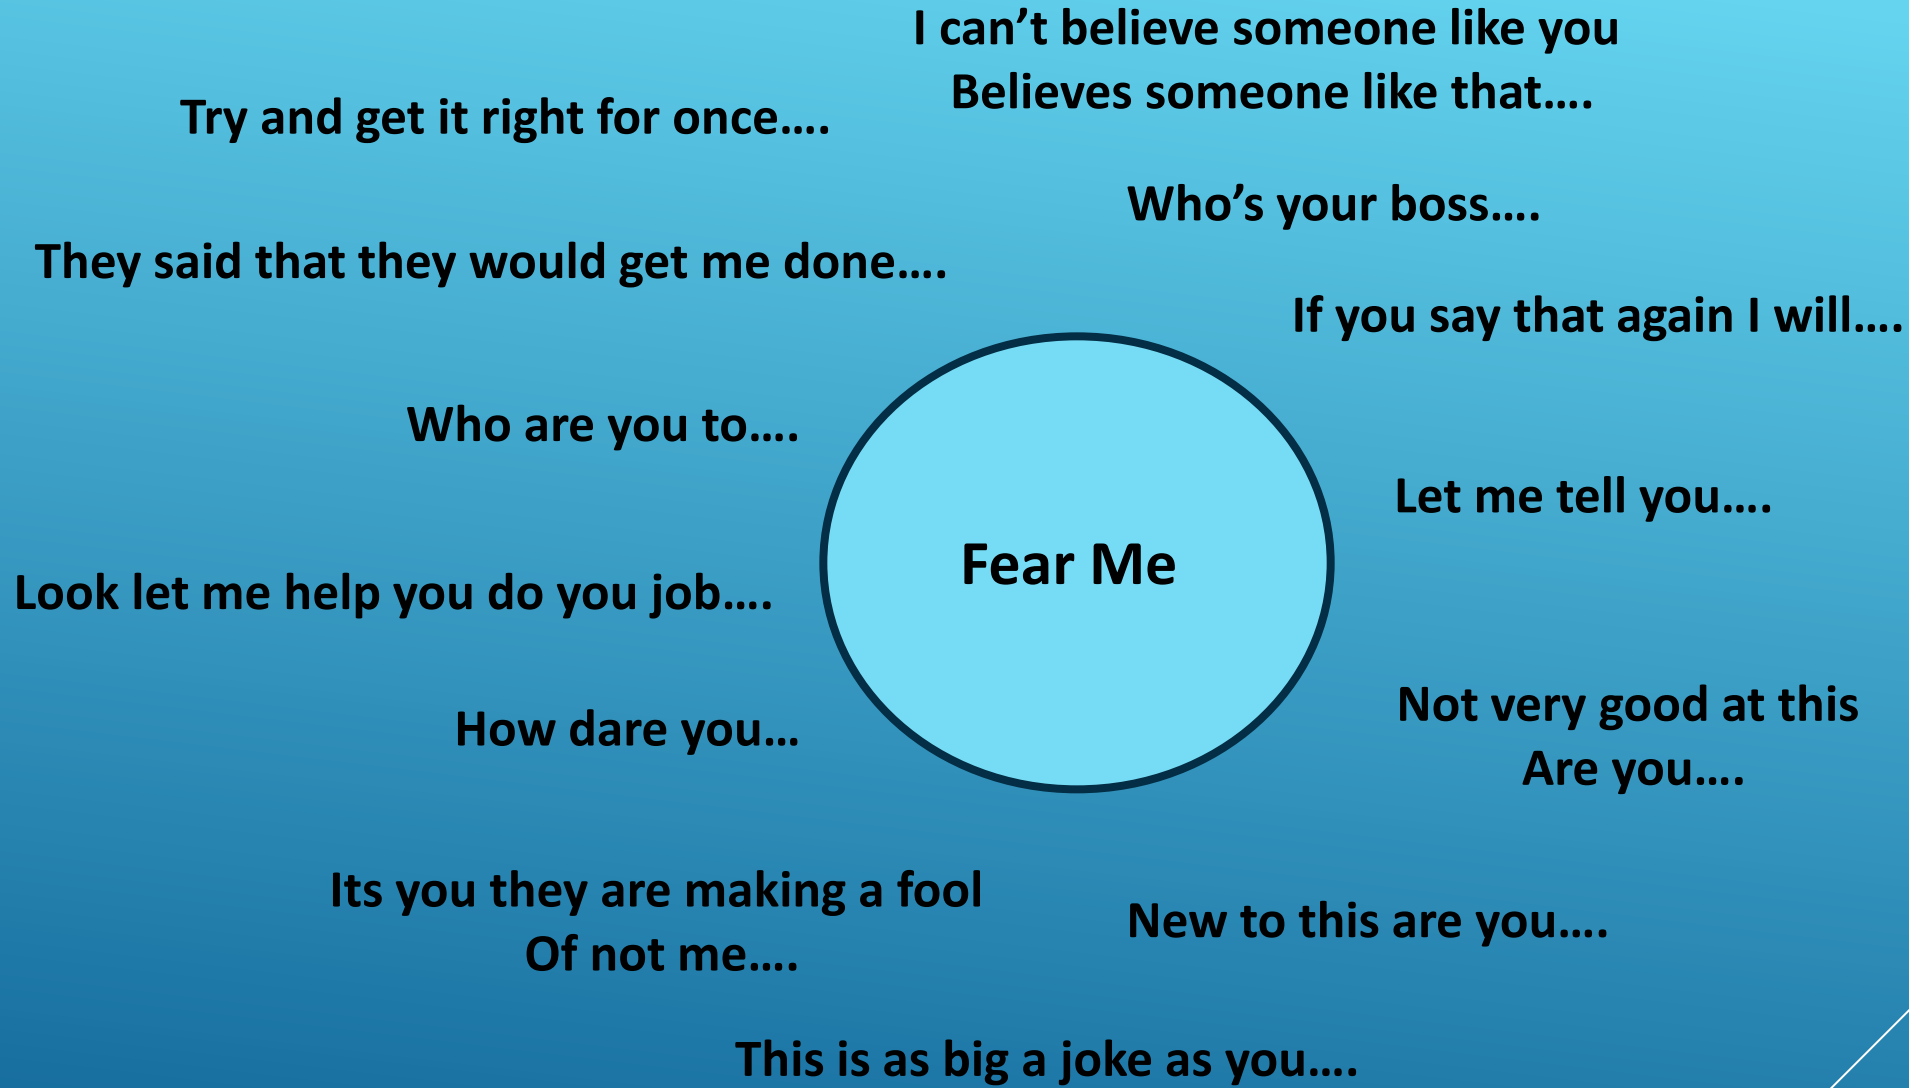 I can’t believe someone like you
Believes someone like that….
Try and get it right for once….
Who’s your boss….
They said that they would get me done….
If you say that again I will….
Who are you to….
Let me tell you….
Fear Me
Look let me help you do you job….
How dare you…
Not very good at this
Are you….
Its you they are making a fool
Of not me….
New to this are you….
This is as big a joke as you….